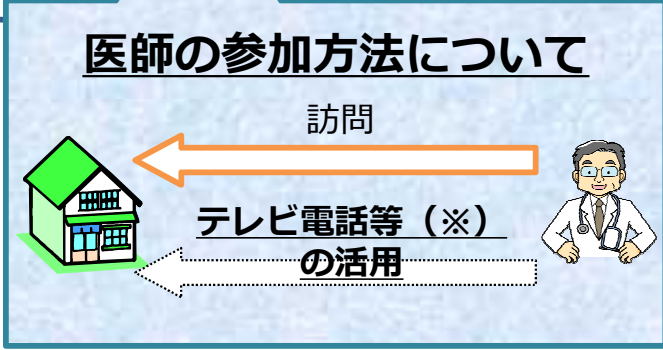 医師の参加方法について
訪問
テレビ電話等（※）
の活用